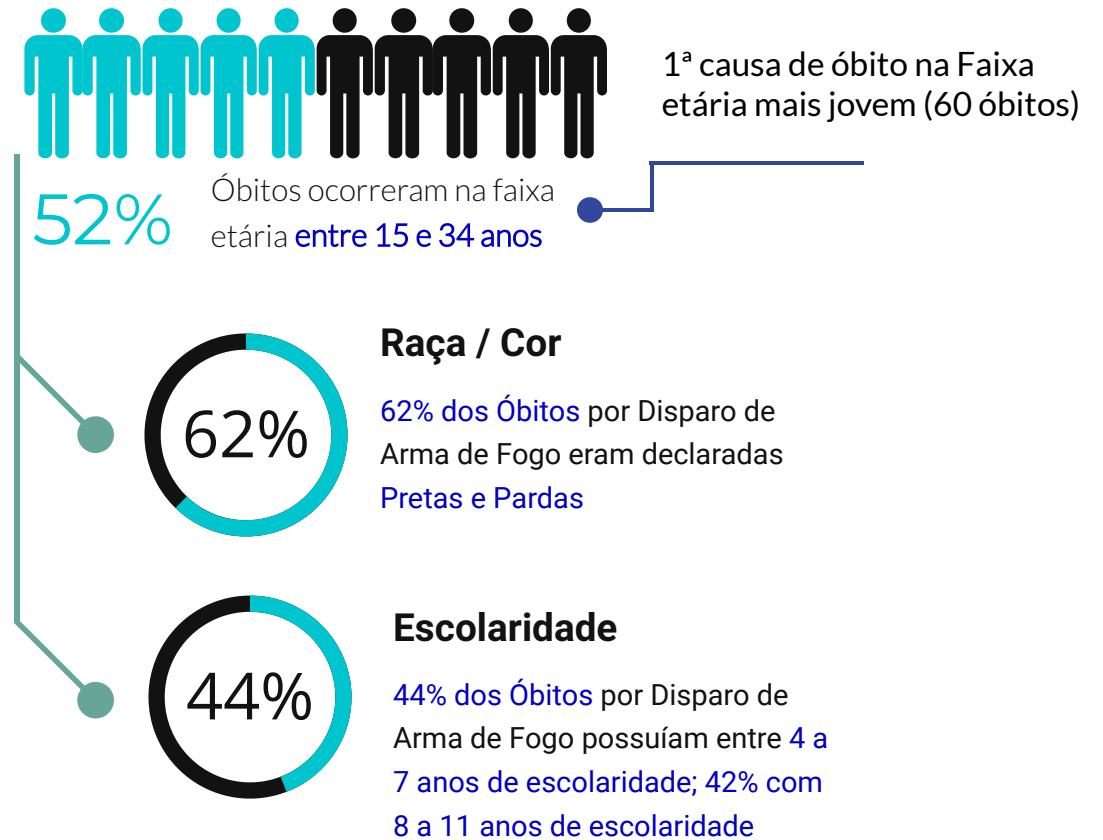 1ª causa de óbito na Faixa
etária mais jovem (60 óbitos)
52%
Óbitos ocorreram na faixa
etária entre 15 e 34 anos
62%
Raça / Cor
62% dos Óbitos por Disparo de
Arma de Fogo eram declaradas
Pretas e Pardas
44%
Escolaridade
44% dos Óbitos por Disparo de
Arma de Fogo possuíam entre 4 a
7 anos de escolaridade; 42% com
8 a 11 anos de escolaridade